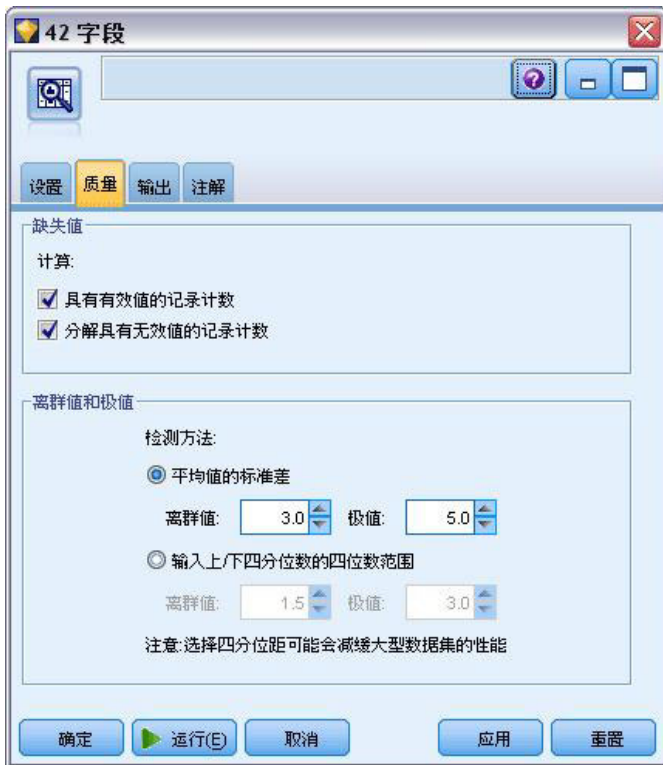 42 字段
设置 质量 输出 注解
缺失值
计算:
具有有效值的记录计数
分解具有无效值的记录计数
离群值和极值
检测方法:
平均值的标准差
离群值: 3.0 极值: 5.0
输入上/下四分位数的四位数范围
离群值: 1.5 极值: 3.0
注意:选择四分位距可能会减缓大型数据集的性能
确定 运行(E) 取消 应用 重置